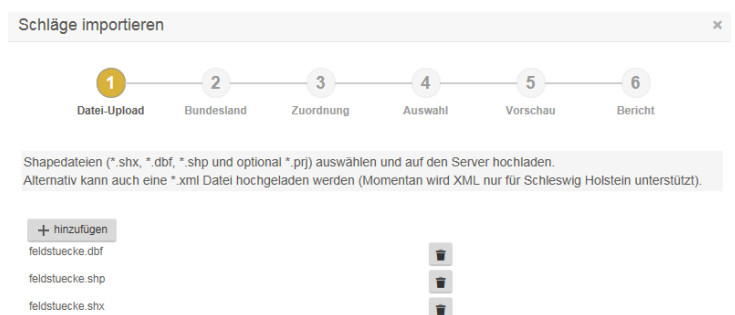 Schläge importieren ×
1 2 3 4 5 6
Datei-Upload Bundesland Zuordnung Auswahl Vorschau Bericht
Shapedateien (*.shx, *.dbf, *.shp und optional *.prj) auswählen und auf den Server hochladen.
Alternativ kann auch eine *.xml Datei hochgeladen werden (Momentan wird XML nur für Schleswig Holstein unterstützt).
+ hinzufügen
feldstuecke.dbf
feldstuecke.shp
feldstuecke.shx